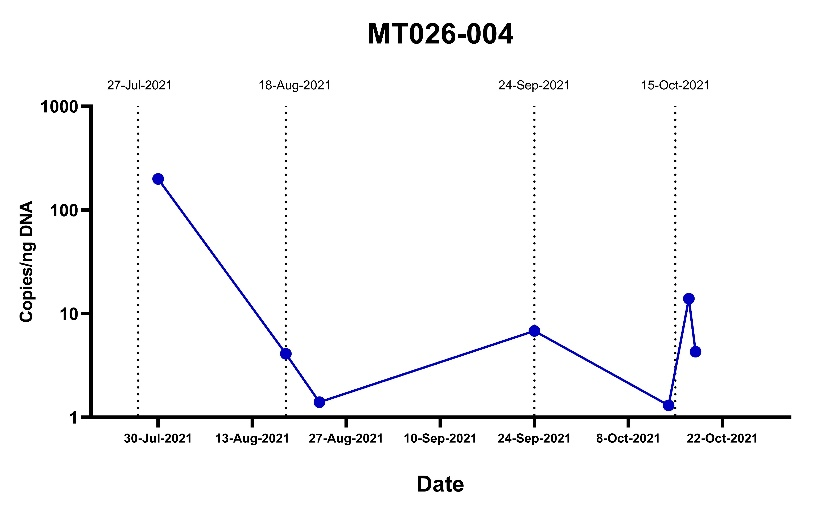 MT026-004
27-Jul-2021 18-Aug-2021 24-Sep-2021 15-Oct-2021
1000
100
10
1
Copies/ng DNA
30-Jul-2021 13-Aug-2021 27-Aug-2021 10-Sep-2021 24-Sep-2021 8-Oct-2021 22-Oct-2021
Date